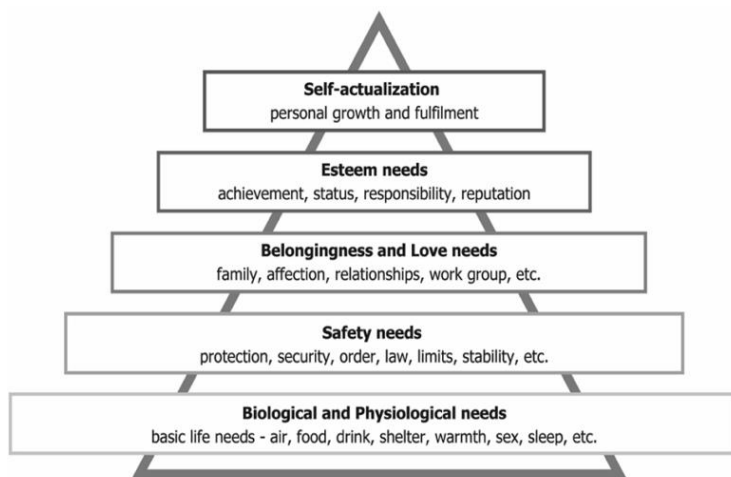 Self-actualization
personal growth and fulfilment
Esteem needs
achievement, status, responsibility, reputation
Belongingness and Love needs
family, affection, relationships, work group, etc.
Safety needs
protection, security, order, law, limits, stability, etc.
Biological and Physiological needs
basic life needs - air, food, drink, shelter, warmth, sex, sleep, etc.